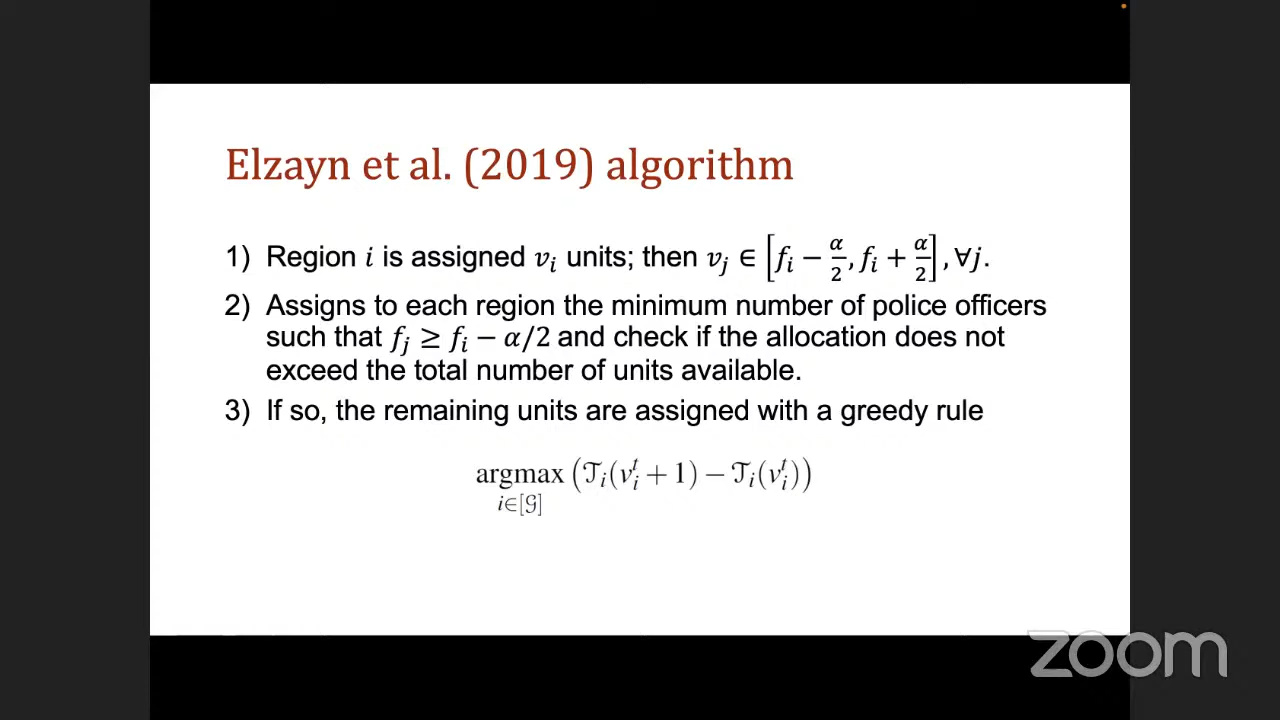 Elzayn et al. (2019) algorithm
1) Region 𝑖 is assigned 𝑣ᵢ units; then 𝑣ⱼ ∈ [𝑓ᵢ − α/2, 𝑓ᵢ + α/2], ∀𝑗.
2) Assigns to each region the minimum number of police officers
such that 𝑓ⱼ ≥ 𝑓ᵢ − α/2 and check if the allocation does not
exceed the total number of units available.
3) If so, the remaining units are assigned with a greedy rule
argmax (𝒯ᵢ(vᵢᵗ + 1) − 𝒯ᵢ(vᵢᵗ))
i∈[𝒢]
zoom